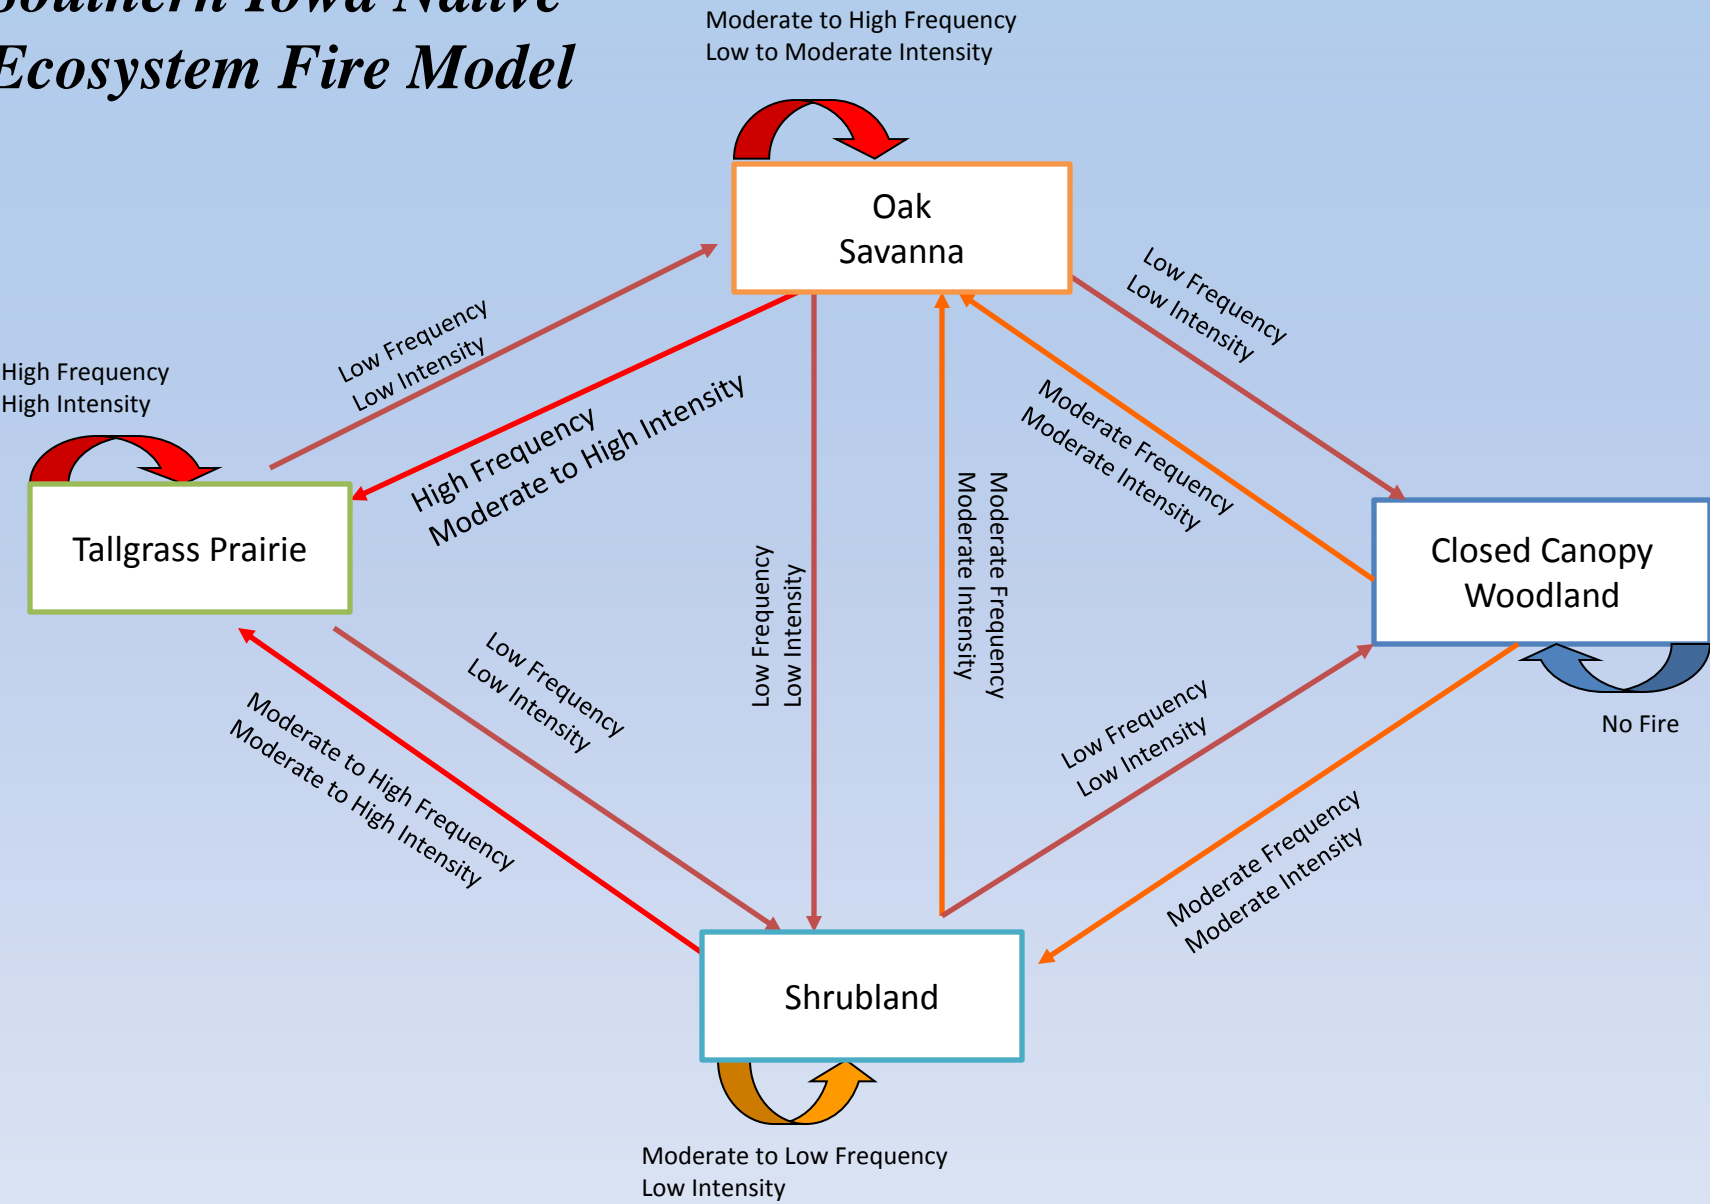 Southern Iowa Native
Ecosystem Fire Model
Moderate to High Frequency
Low to Moderate Intensity
Oak
Savanna
Low Frequency
Low Intensity
Low Frequency
Low Intensity
High Frequency
High Intensity
High Frequency
Moderate to High Intensity
Moderate Frequency
Moderate Intensity
Tallgrass Prairie
Low Frequency
Low Intensity
Moderate Frequency
Moderate Intensity
Closed Canopy
Woodland
No Fire
Low Frequency
Low Intensity
Moderate to High Frequency
Moderate to High Intensity
Low Frequency
Low Intensity
Moderate Frequency
Moderate Intensity
Shrubland
Moderate to Low Frequency
Low Intensity